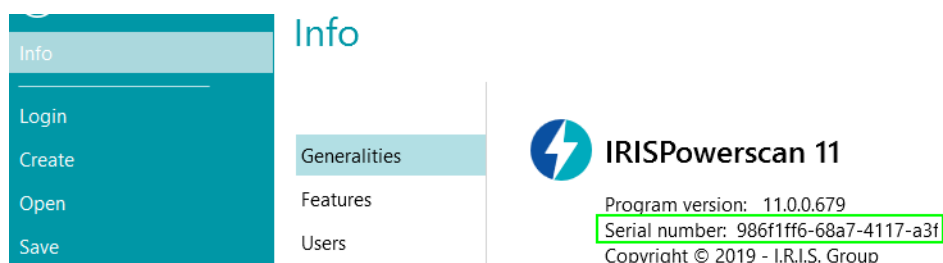 Info
Login
Create
Open
Save
Info
Generalities
Features
Users
IRISPowerscan 11
Program version: 11.0.0.679
Serial number: 986f1ff6-68a7-4117-a3f
Copyright © 2019 - I.R.I.S. Group